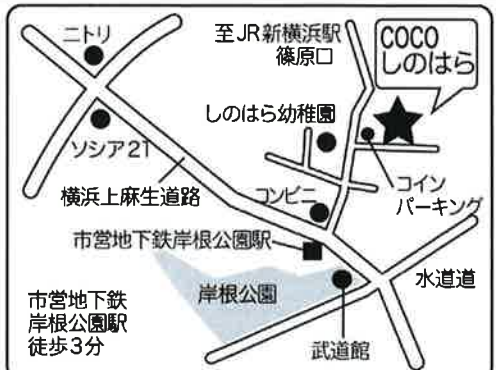 ニトリ
至JR新横浜駅
篠原口
COCO
しのはら
しのはら幼稚園
ソシア21
コイン
パーキング
横浜上麻生道路
コンビニ
市営地下鉄岸根公園駅
岸根公園
水道道
市営地下鉄
岸根公園駅
徒歩3分
武道館